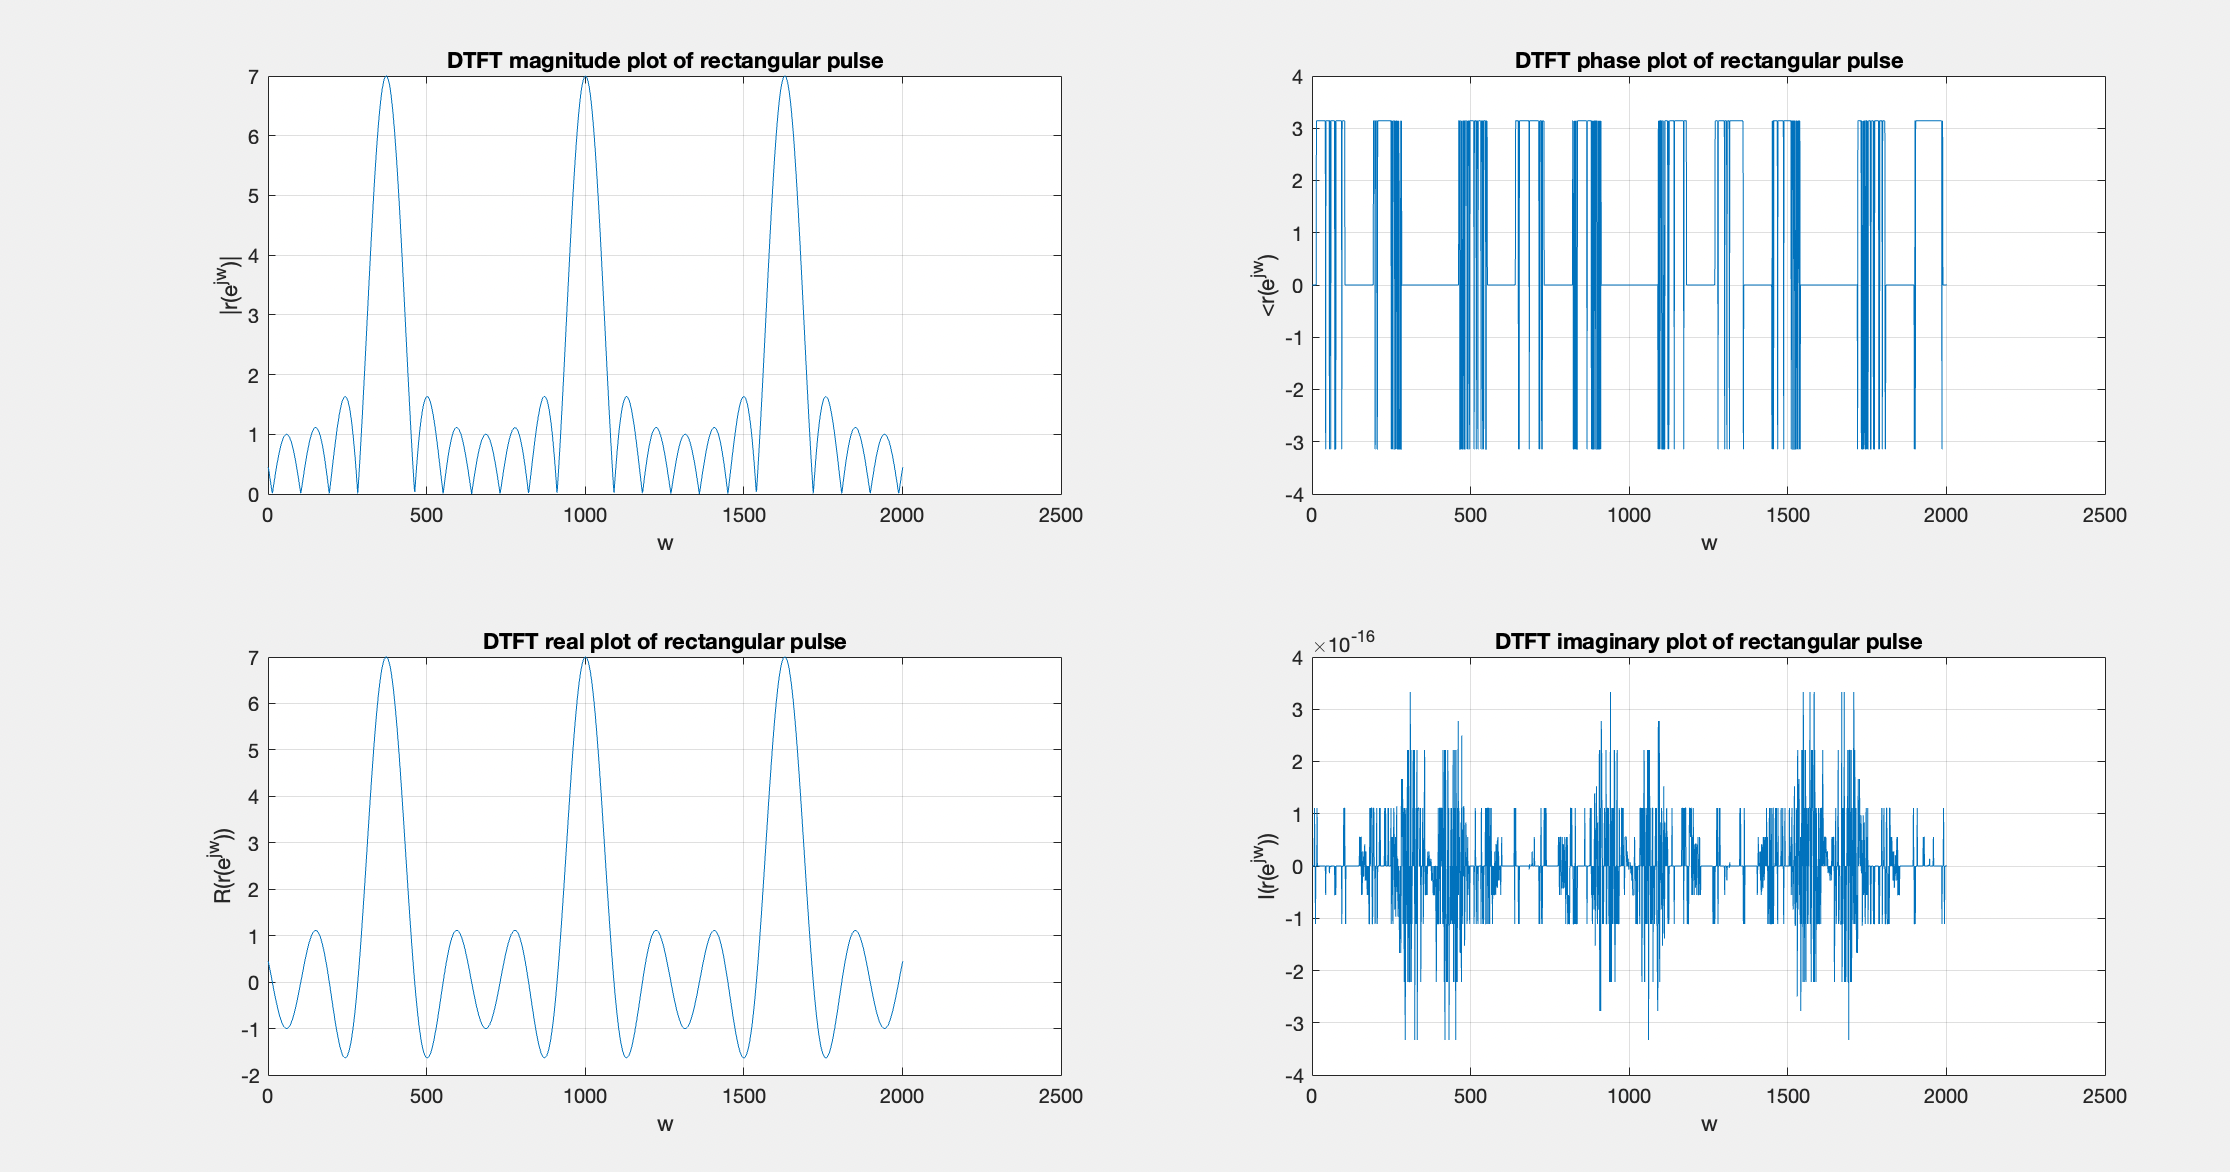 DTFT magnitude plot of rectangular pulse
7
6
5
4
3
2
1
0
|r(e^jw)|
0 500 1000 1500 2000 2500
w
DTFT phase plot of rectangular pulse
4
3
2
1
0
-1
-2
-3
-4
<r(e^jw)
0 500 1000 1500 2000 2500
w
DTFT real plot of rectangular pulse
7
6
5
4
3
2
1
0
-1
-2
R(r(e^jw))
0 500 1000 1500 2000 2500
w
×10^-16
DTFT imaginary plot of rectangular pulse
4
3
2
1
0
-1
-2
-3
-4
I(r(e^jw))
0 500 1000 1500 2000 2500
w